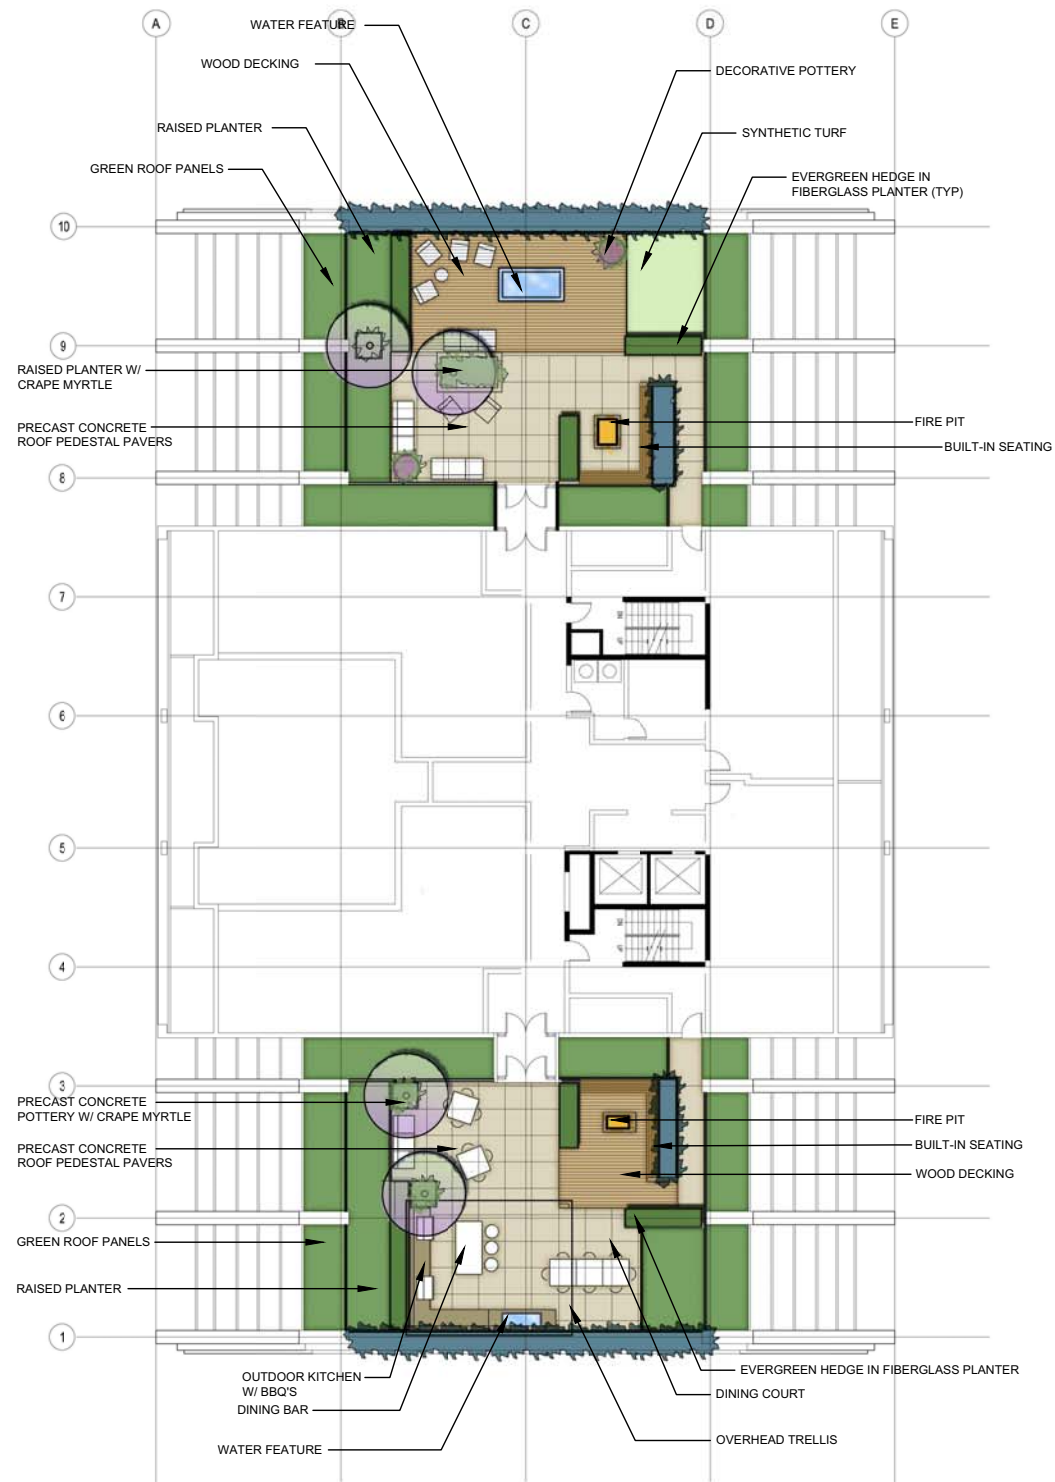 A
B
C
D
E
WATER FEATURE
WOOD DECKING
DECORATIVE POTTERY
RAISED PLANTER
SYNTHETIC TURF
GREEN ROOF PANELS
EVERGREEN HEDGE IN
FIBERGLASS PLANTER (TYP)
10
9
RAISED PLANTER W/
CRAPE MYRTLE
PRECAST CONCRETE
ROOF PEDESTAL PAVERS
FIRE PIT
BUILT-IN SEATING
8
7
6
5
4
3
PRECAST CONCRETE
POTTERY W/ CRAPE MYRTLE
PRECAST CONCRETE
ROOF PEDESTAL PAVERS
FIRE PIT
BUILT-IN SEATING
WOOD DECKING
2
GREEN ROOF PANELS
RAISED PLANTER
1
OUTDOOR KITCHEN
W/ BBQ'S
DINING BAR
WATER FEATURE
EVERGREEN HEDGE IN FIBERGLASS PLANTER
DINING COURT
OVERHEAD TRELLIS